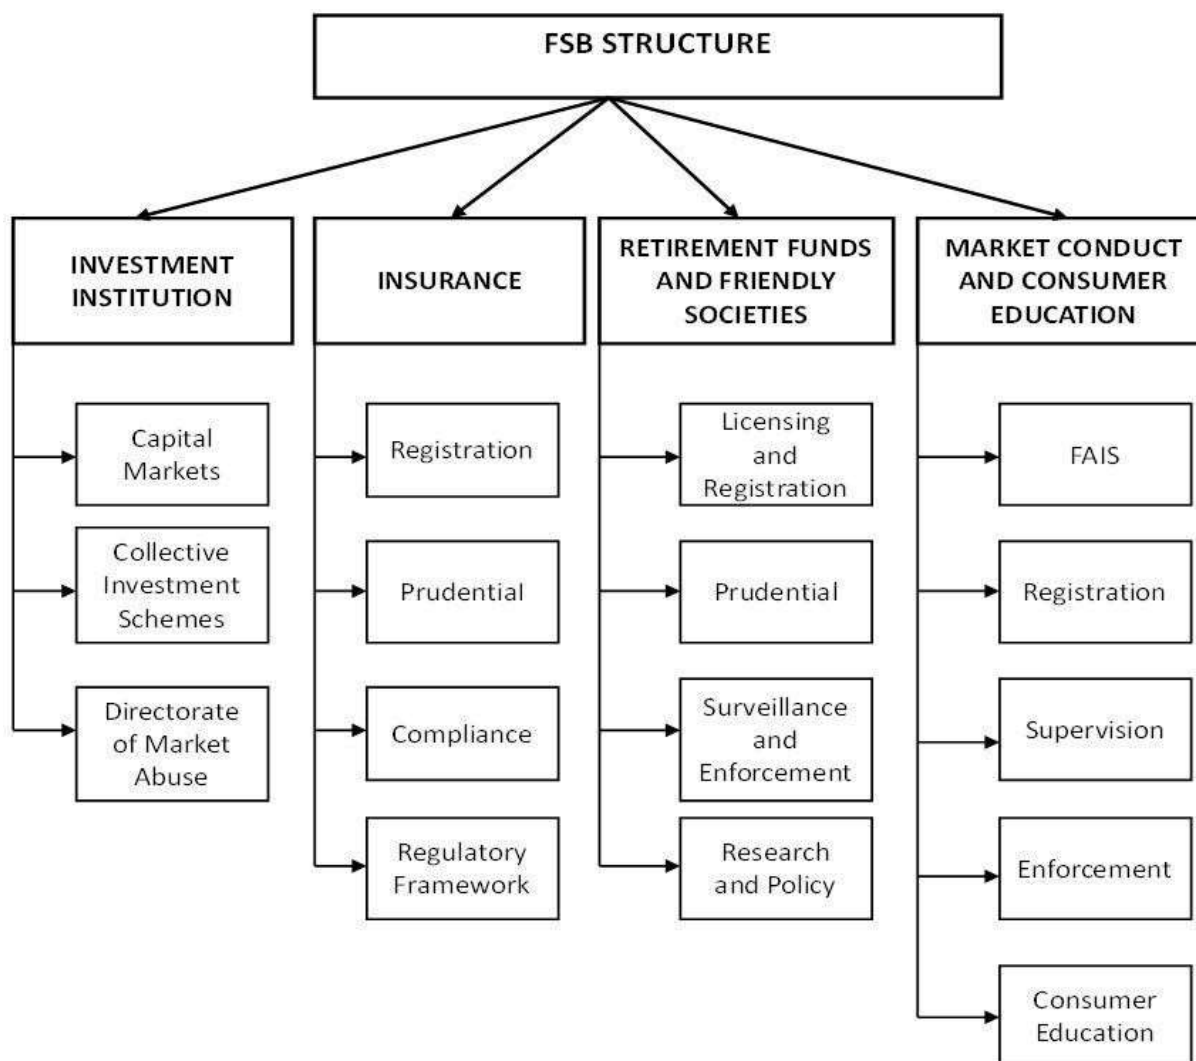 FSB STRUCTURE
INVESTMENT
INSTITUTION
INSURANCE
RETIREMENT FUNDS
AND FRIENDLY
SOCIETIES
MARKET CONDUCT
AND CONSUMER
EDUCATION
Capital
Markets
Collective
Investment
Schemes
Directorate
of Market
Abuse
Registration
Prudential
Compliance
Regulatory
Framework
Licensing
and
Registration
Prudential
Surveillance
and
Enforcement
Research
and Policy
FAIS
Registration
Supervision
Enforcement
Consumer
Education